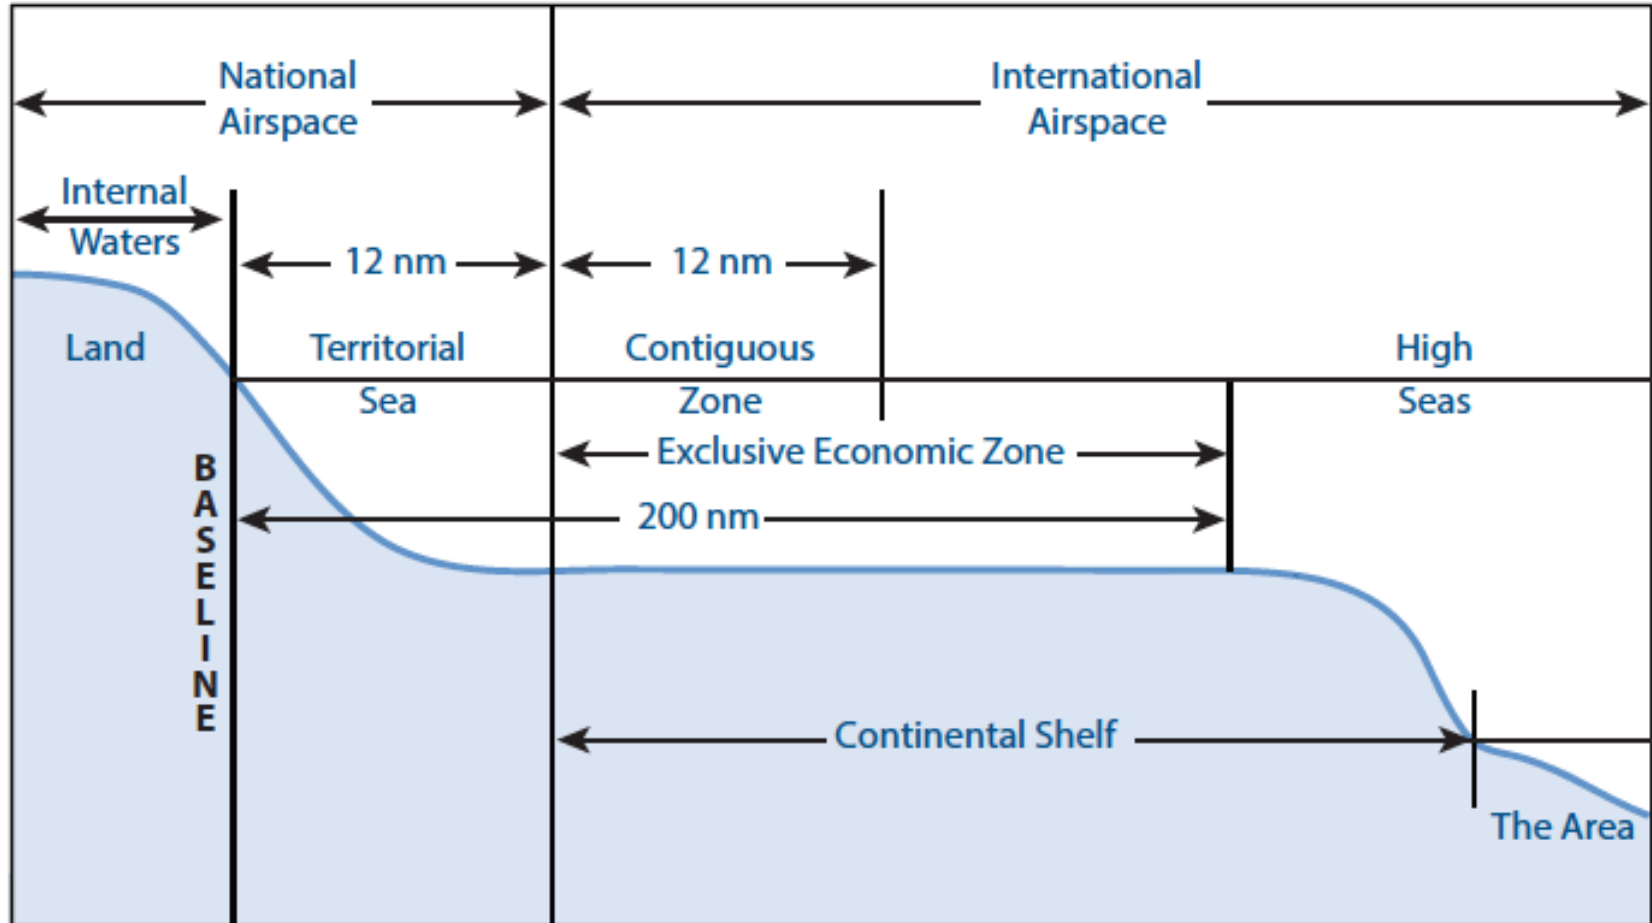 National
Airspace
International
Airspace
Internal
Waters
12 nm
12 nm
Land
Territorial
Sea
Contiguous
Zone
High
Seas
Exclusive Economic Zone
200 nm
BASELINE
Continental Shelf
The Area